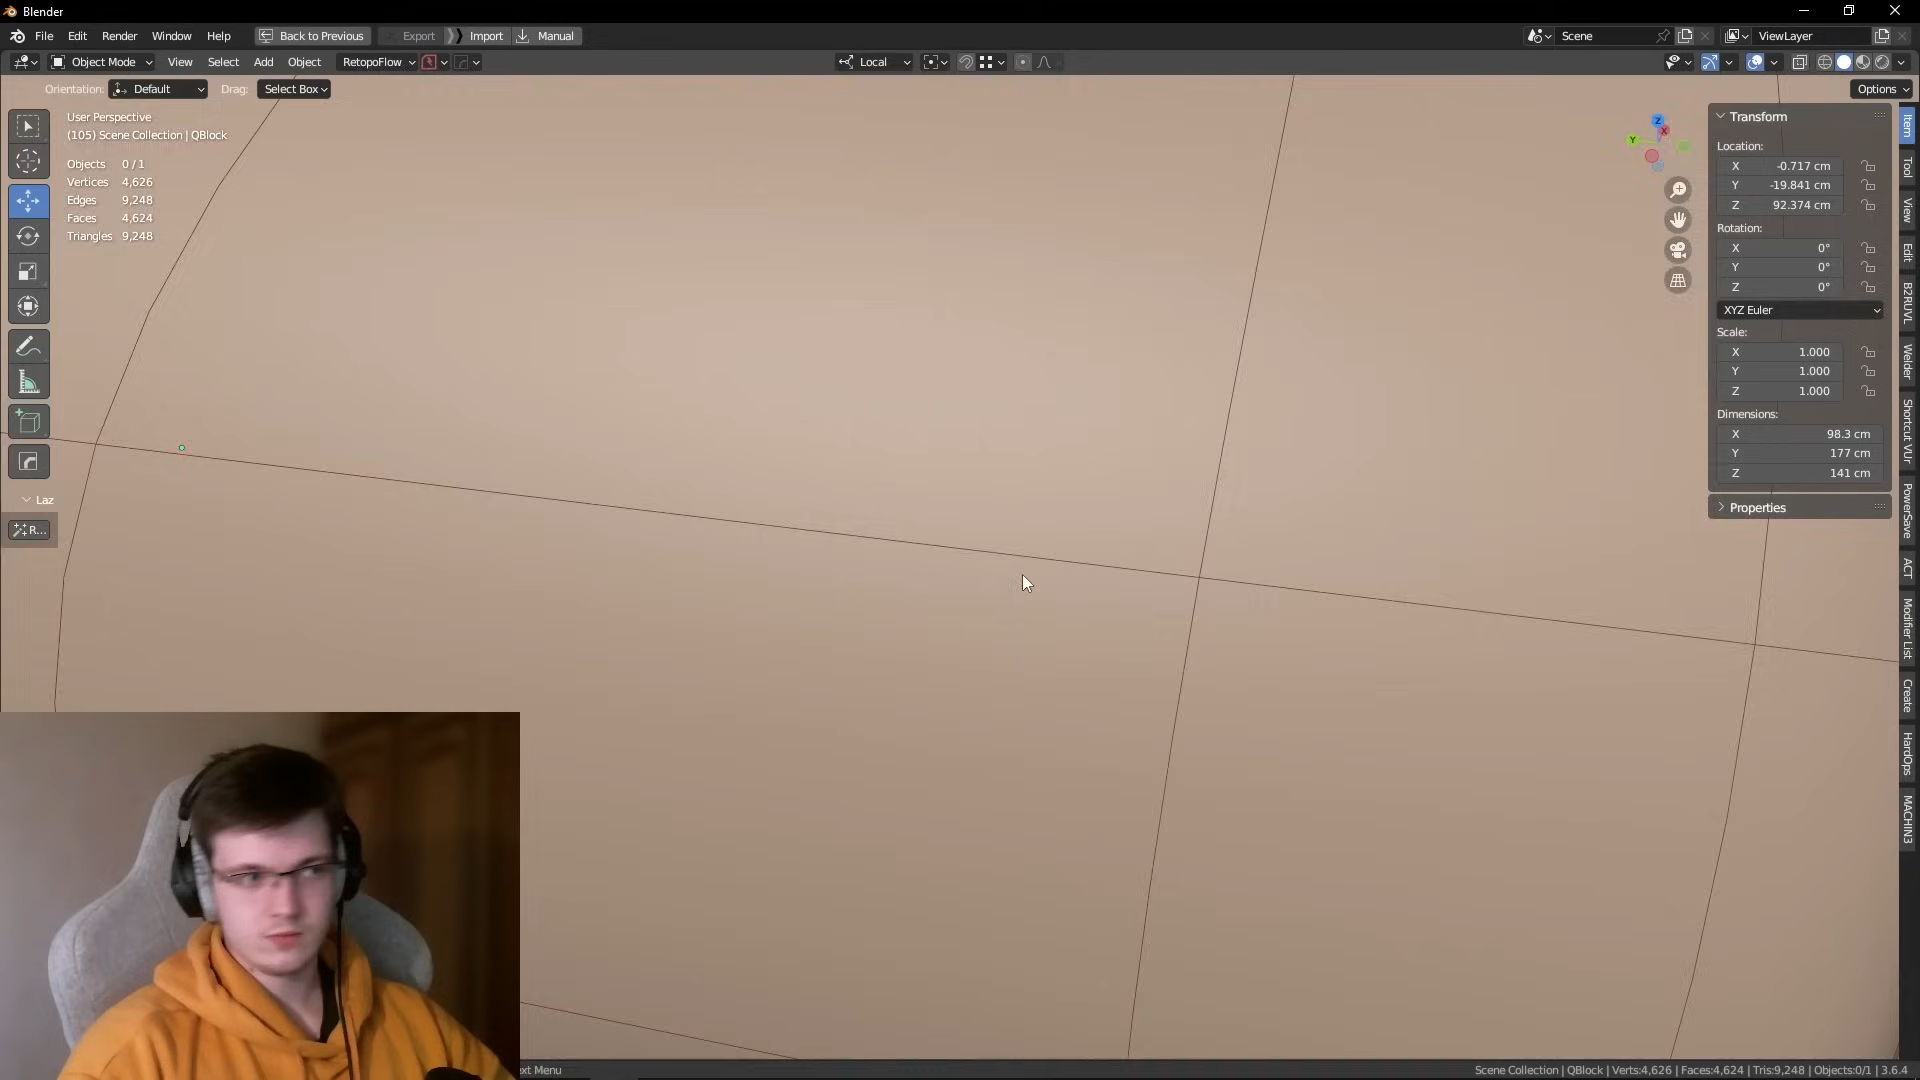 Blender
File Edit Render Window Help Back to Previous Export Import Manual Scene ViewLayer
Object Mode View Select Add Object RetopoFlow Local
Orientation: Default Drag: Select Box Options
User Perspective
(105) Scene Collection | QBlock
Objects 0 / 1
Vertices 4,626
Edges 9,248
Faces 4,624
Triangles 9,248
Laz
R...
Z
X
Y
Transform
Location:
X -0.717 cm
Y -19.841 cm
Z 92.374 cm
Rotation:
X 0°
Y 0°
Z 0°
XYZ Euler
Scale:
X 1.000
Y 1.000
Z 1.000
Dimensions:
X 98.3 cm
Y 177 cm
Z 141 cm
Properties
Item
Tool
View
Edit
B2RUVL
Welder
Shortcut VUr
PowerSave
ACT
Modifier List
Create
HardOps
MACHIN3
ext Menu
Scene Collection | QBlock | Verts:4,626 | Faces:4,624 | Tris:9,248 | Objects:0/1 | 3.6.4